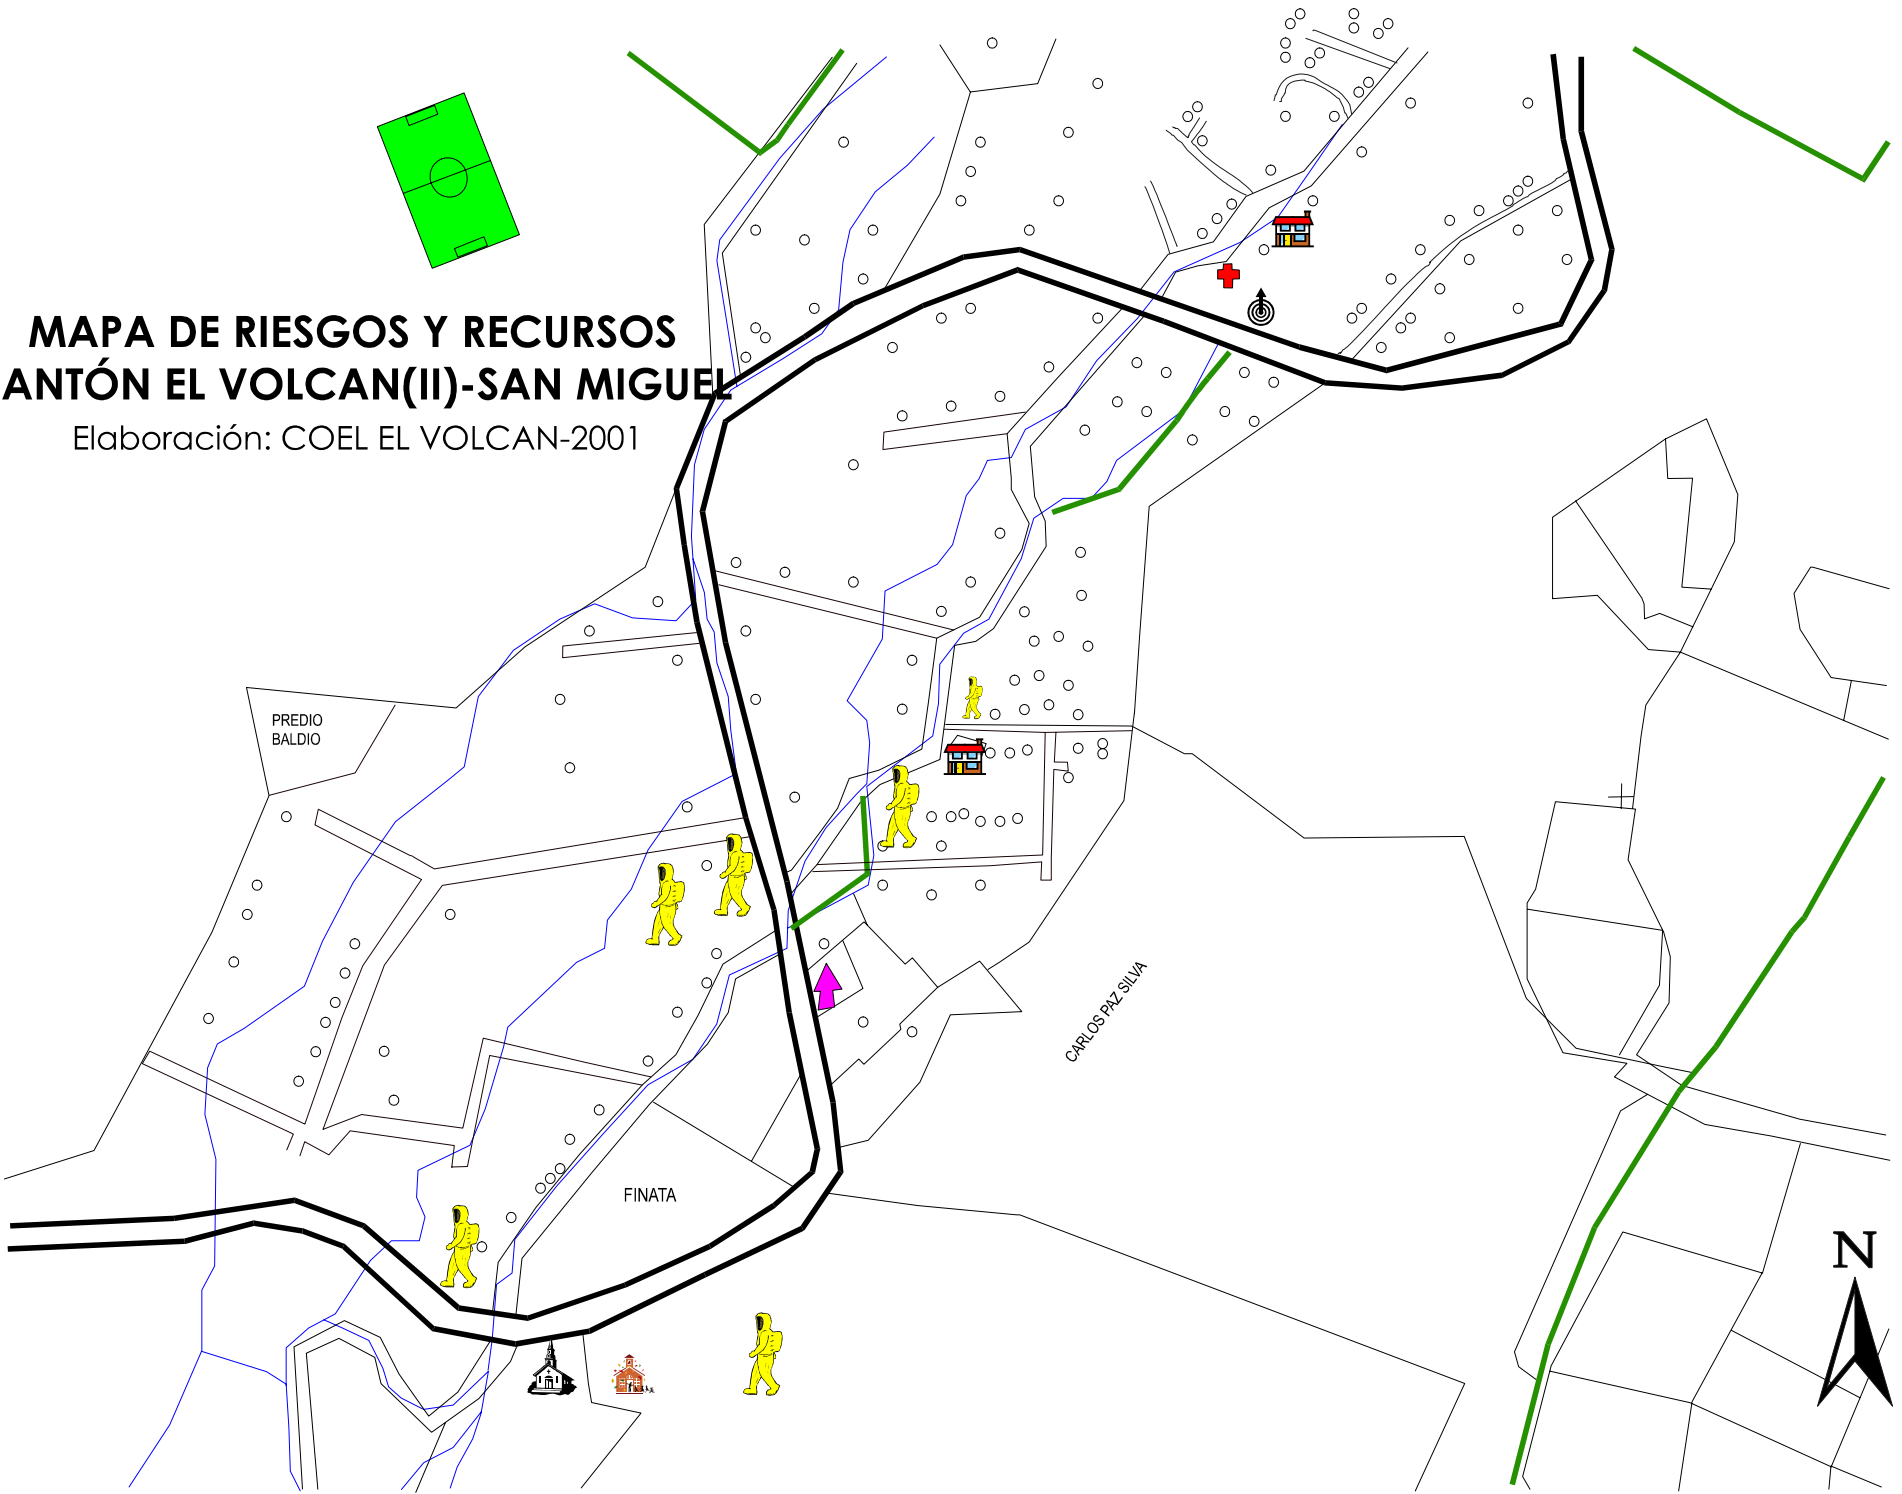 MAPA DE RIESGOS Y RECURSOS
ANTÓN EL VOLCAN(II)-SAN MIGUEL
Elaboración: COEL EL VOLCAN-2001
PREDIO
BALDIO
CARLOS PAZ SILVA
FINATA
N